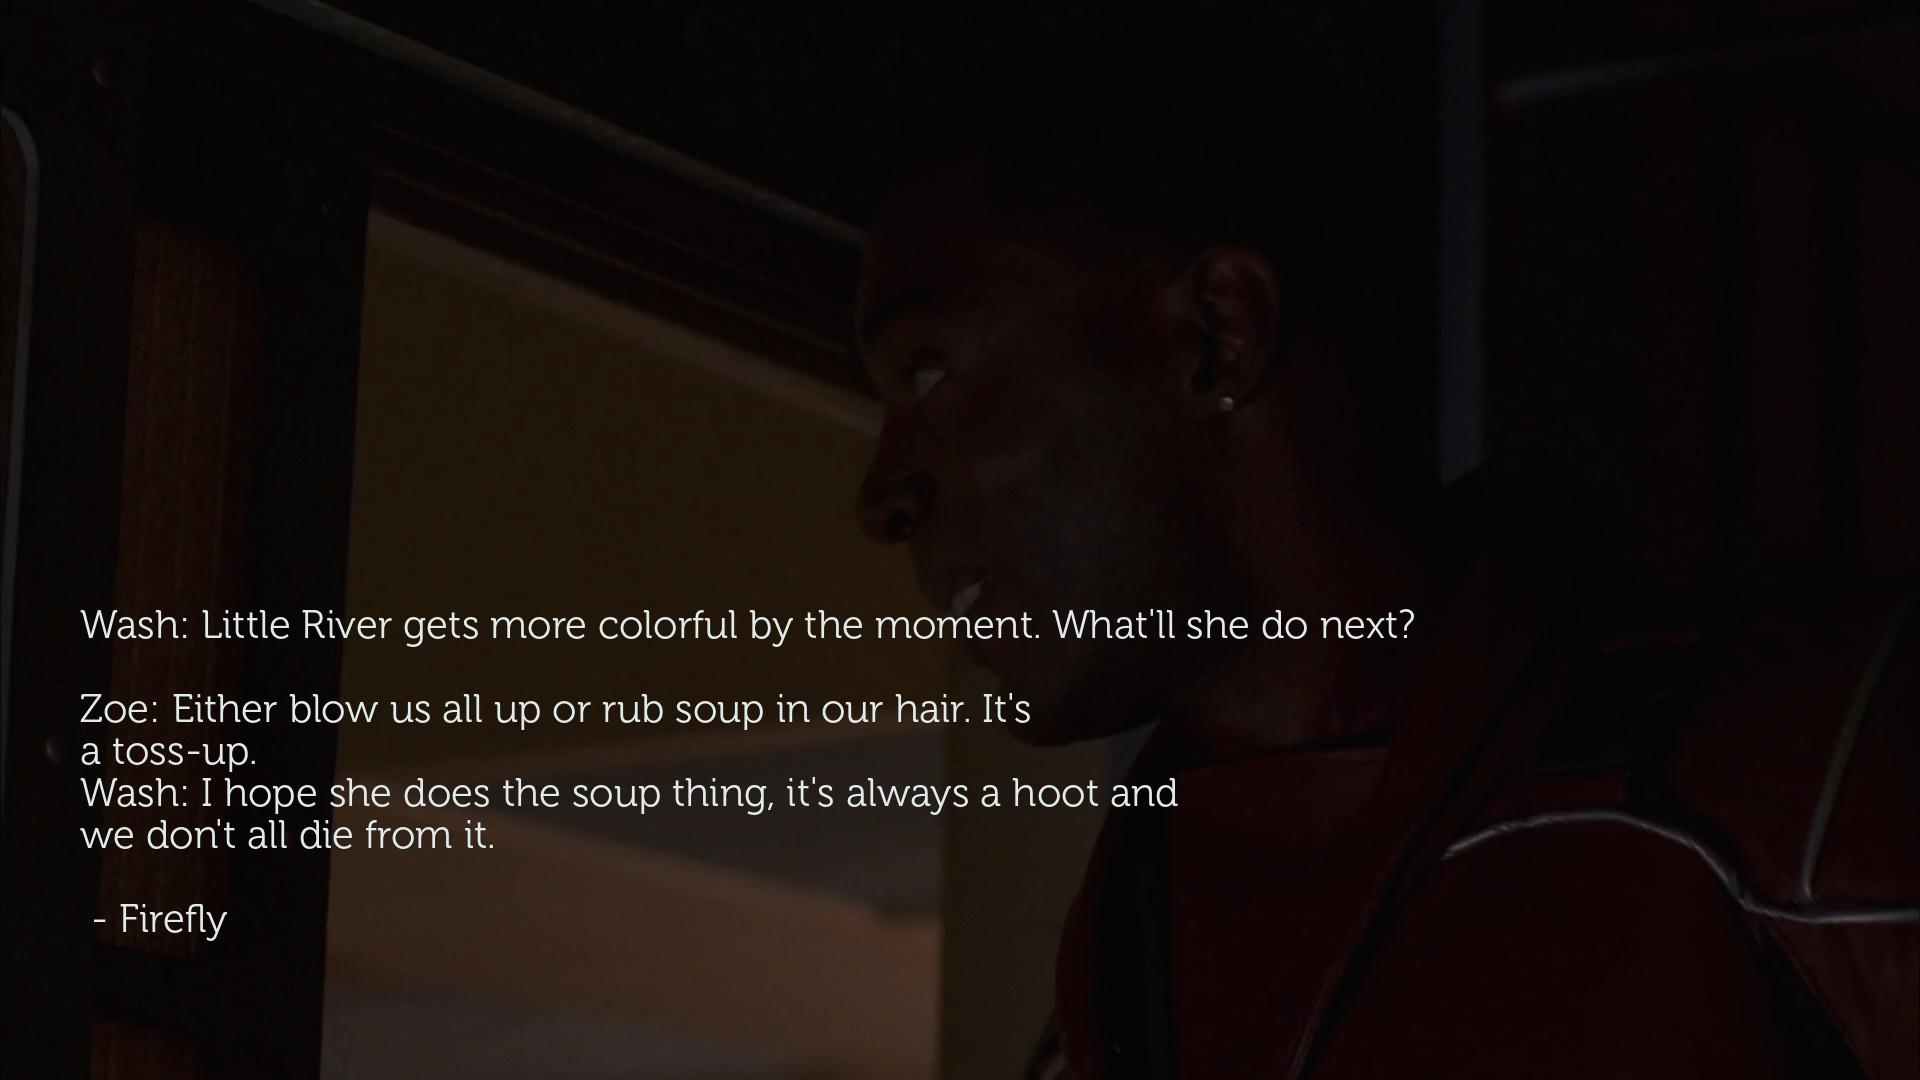 Wash: Little River gets more colorful by the moment. What'll she do next?
Zoe: Either blow us all up or rub soup in our hair. It's
a toss-up.
Wash: I hope she does the soup thing, it's always a hoot and
we don't all die from it.
- Firefly